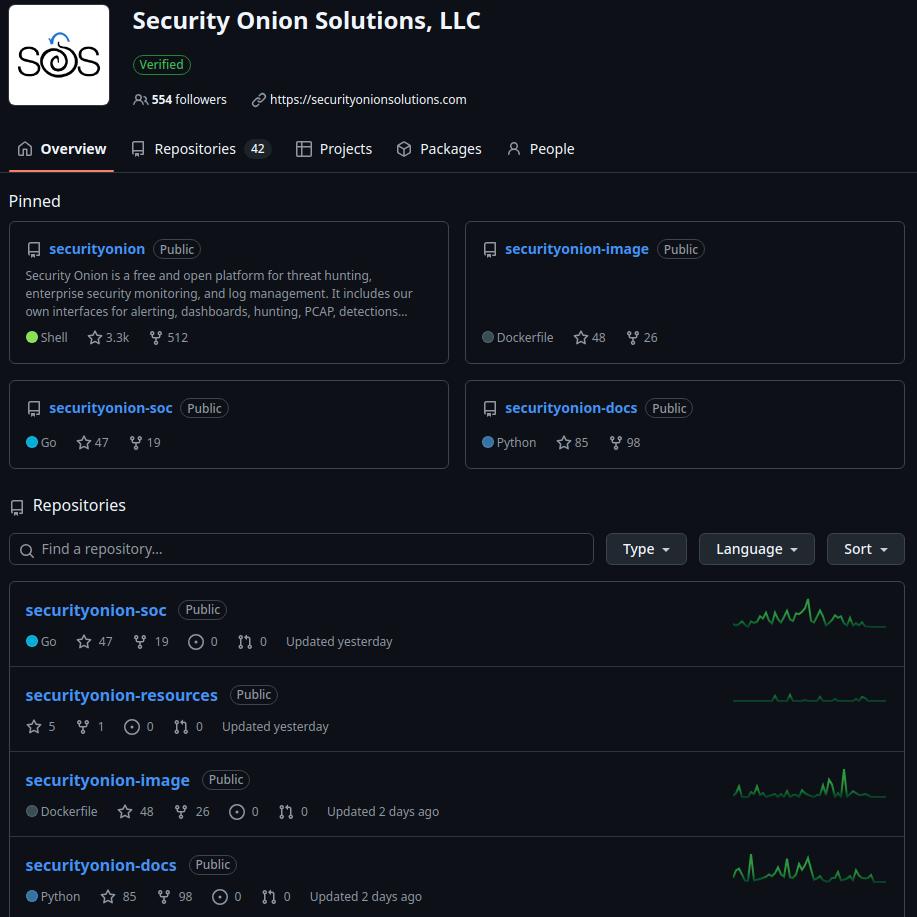 SOS
Security Onion Solutions, LLC
Verified
554 followers https://securityonionsolutions.com
Overview Repositories 42 Projects Packages People
Pinned
securityonion Public
Security Onion is a free and open platform for threat hunting,
enterprise security monitoring, and log management. It includes our
own interfaces for alerting, dashboards, hunting, PCAP, detections...
Shell 3.3k 512
securityonion-image Public
Dockerfile 48 26
securityonion-soc Public
Go 47 19
securityonion-docs Public
Python 85 98
Repositories
Find a repository... Type Language Sort
securityonion-soc Public
Go 47 19 0 0 Updated yesterday
securityonion-resources Public
5 1 0 0 Updated yesterday
securityonion-image Public
Dockerfile 48 26 0 0 Updated 2 days ago
securityonion-docs Public
Python 85 98 0 0 Updated 2 days ago